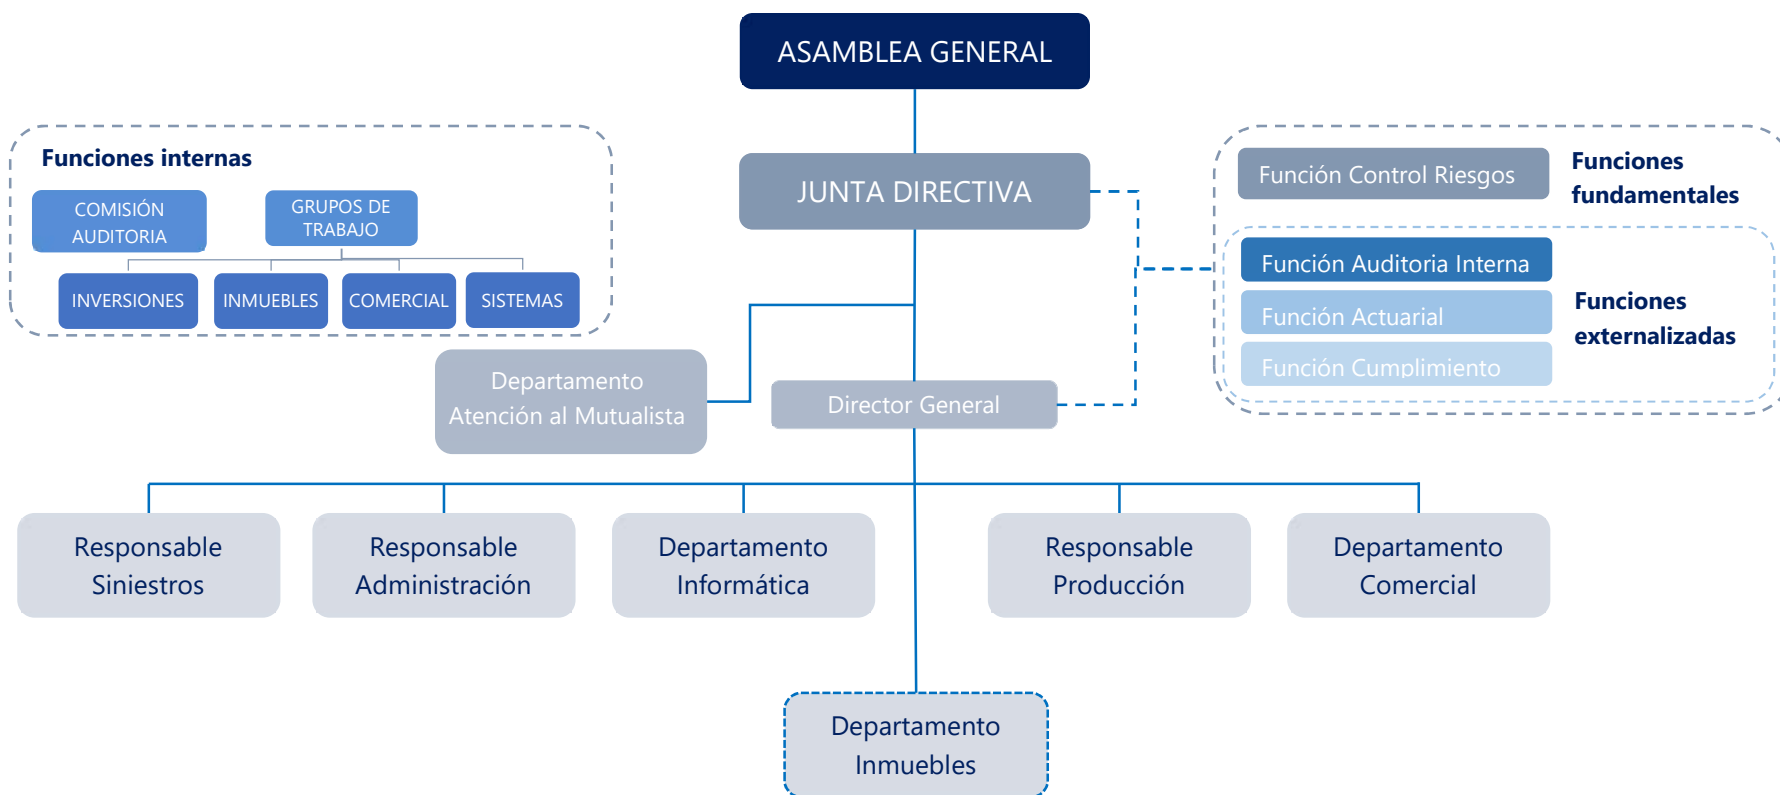 ASAMBLEA GENERAL
Funciones internas
COMISIÓN
AUDITORIA
GRUPOS DE
TRABAJO
INVERSIONES
INMUEBLES
COMERCIAL
SISTEMAS
JUNTA DIRECTIVA
Función Control Riesgos
Funciones
fundamentales
Función Auditoria Interna
Función Actuarial
Función Cumplimiento
Funciones
externalizadas
Departamento
Atención al Mutualista
Director General
Responsable
Siniestros
Responsable
Administración
Departamento
Informática
Responsable
Producción
Departamento
Comercial
Departamento
Inmuebles